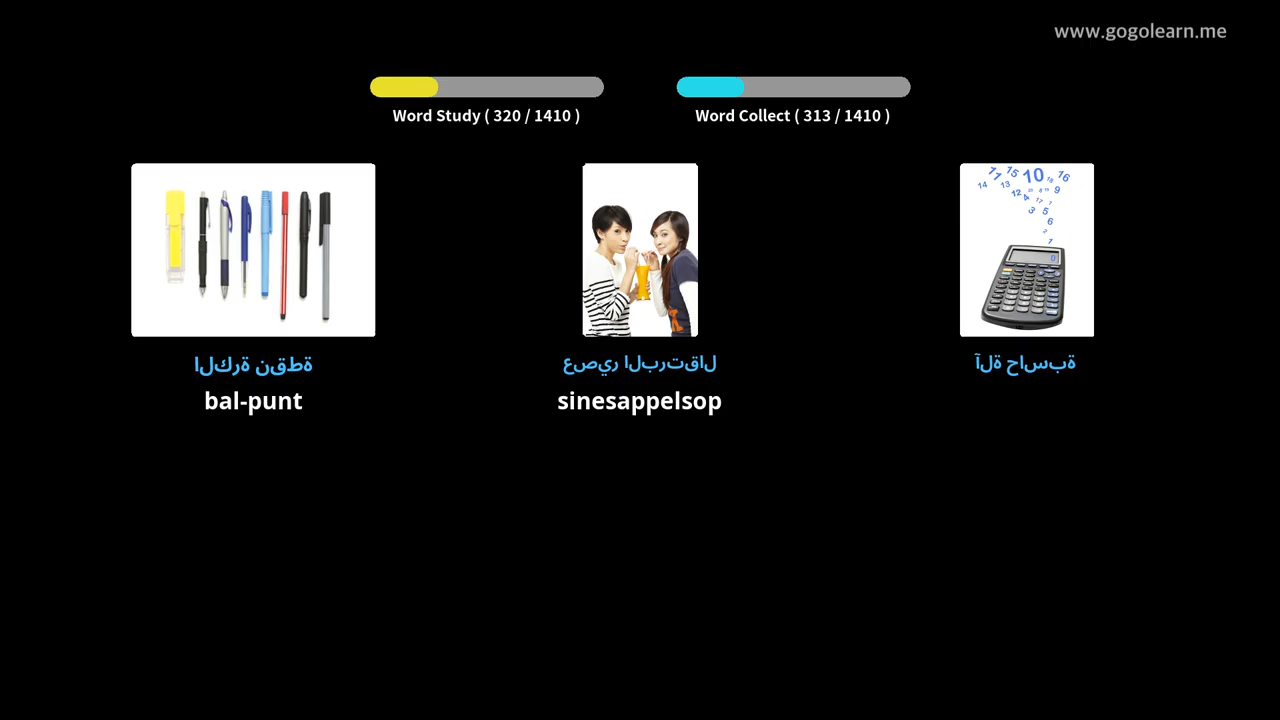 www.gogolearn.me
Word Study ( 320 / 1410 )
Word Collect ( 313 / 1410 )
الكرة نقطة
عصير البرتقال
آلة حاسبة
bal-punt
sinesappelsop